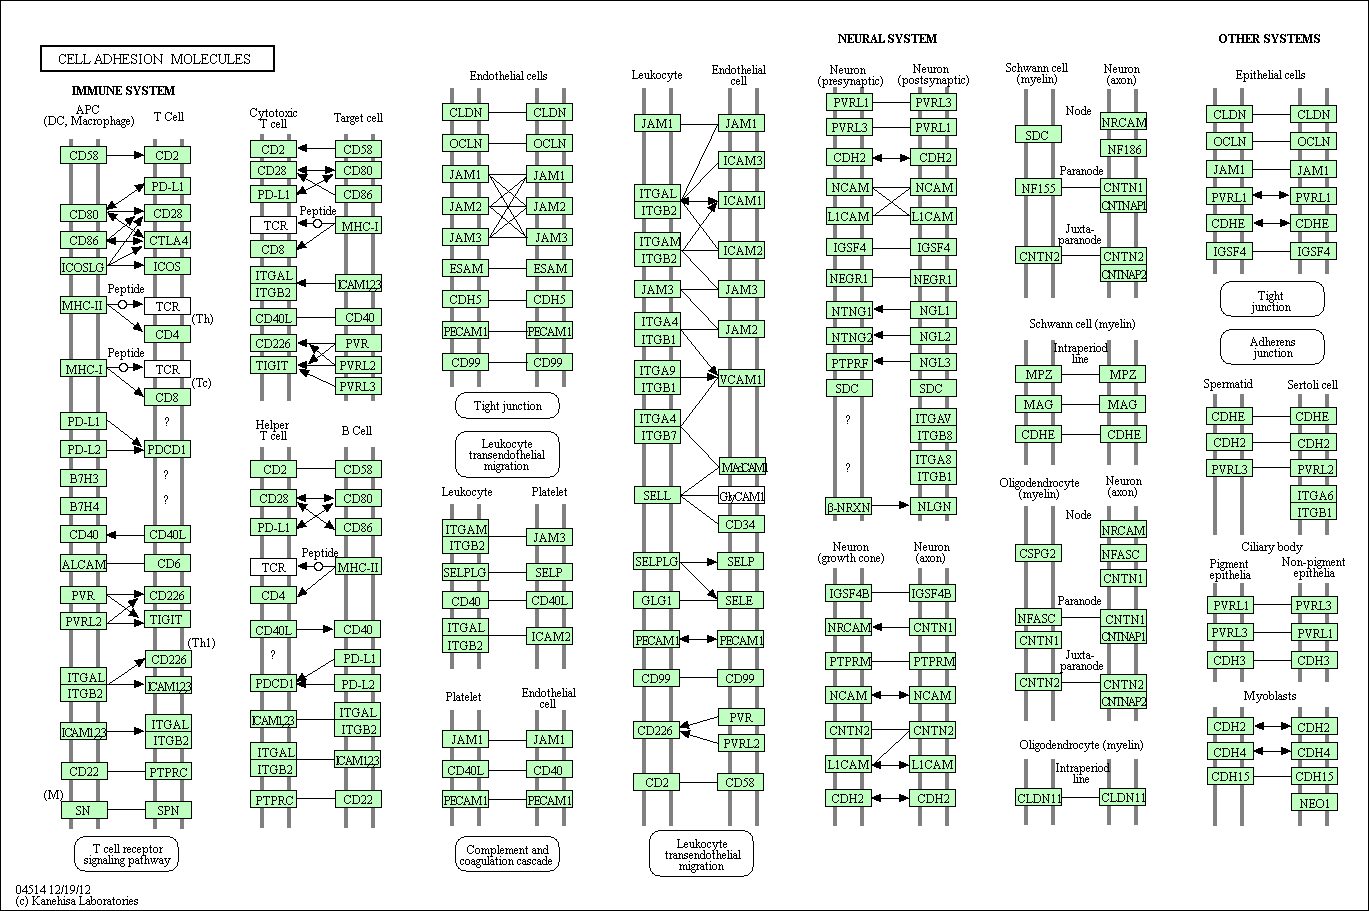 CELL ADHESION MOLECULES
IMMUNE SYSTEM
APC
(DC, Macrophage)
T Cell
CD58
CD2
PD-L1
CD80
CD28
CD86
CTLA4
ICOSLG
ICOS
Peptide
MHC-II
TCR
(Th)
CD4
Peptide
MHC-I
TCR
(Tc)
CD8
PD-L1
?
PD-L2
PDCD1
B7H3
?
B7H4
?
CD40
CD40L
ALCAM
CD6
PVR
CD226
PVRL2
TIGIT
(Th1)
CD226
ITGAL
ITGB2
ICAM123
ICAM123
ITGAL
ITGB2
CD22
PTPRC
(M)
SN
SPN
T cell receptor
signaling pathway
04514 12/19/12
(c) Kanehisa Laboratories
Cytotoxic
T cell
Target cell
CD2
CD58
CD28
CD80
PD-L1
CD86
Peptide
TCR
MHC-I
CD8
ITGAL
ITGB2
ICAM123
CD40L
CD40
CD226
PVR
TIGIT
PVRL2
PVRL3
Helper
T cell
B Cell
CD2
CD58
CD28
CD80
PD-L1
CD86
Peptide
TCR
MHC-II
CD4
CD40L
CD40
?
PD-L1
PDCD1
PD-L2
ICAM123
ITGAL
ITGB2
ITGAL
ITGB2
ICAM123
PTPRC
CD22
Endothelial cells
CLDN
CLDN
OCLN
OCLN
JAM1
JAM1
JAM2
JAM2
JAM3
JAM3
ESAM
ESAM
CDH5
CDH5
PECAM1
PECAM1
CD99
CD99
Tight junction
Leukocyte
transendothelial
migration
Leukocyte
Platelet
ITGAM
ITGB2
JAM3
SELPLG
SELP
CD40
CD40L
ITGAL
ITGB2
ICAM2
Platelet
Endothelial
cell
JAM1
JAM1
CD40L
CD40
PECAM1
PECAM1
Complement and
coagulation cascade
Leukocyte
Endothelial
cell
JAM1
JAM1
ICAM3
ITGAL
ITGB2
ICAM1
ITGAM
ITGB2
ICAM2
JAM3
JAM3
ITGA4
ITGB1
JAM2
ITGA9
ITGB1
VCAM1
ITGA4
ITGB7
MAdCAM1
SELL
GlyCAM1
CD34
SELPLG
SELP
GLG1
SELE
PECAM1
PECAM1
CD99
CD99
PVR
CD226
PVRL2
CD2
CD58
Leukocyte
transendothelial
migration
NEURAL SYSTEM
Neuron
(presynaptic)
Neuron
(postsynaptic)
PVRL1
PVRL3
PVRL3
PVRL1
CDH2
CDH2
NCAM
NCAM
L1CAM
L1CAM
IGSF4
IGSF4
NEGR1
NEGR1
NTNG1
NGL1
NTNG2
NGL2
PTPRF
NGL3
SDC
SDC
?
ITGAV
ITGB8
?
ITGA8
ITGB1
β-NRXN
NLGN
Neuron
(growth cone)
Neuron
(axon)
IGSF4B
IGSF4B
NRCAM
CNTN1
PTPRM
PTPRM
NCAM
NCAM
CNTN2
CNTN2
L1CAM
L1CAM
CDH2
CDH2
Schwann cell
(myelin)
Neuron
(axon)
Node
NRCAM
SDC
NF186
Paranode
NF155
CNTN1
CNTNAP1
Juxta-
paranode
CNTN2
CNTN2
CNTNAP2
Schwann cell (myelin)
Intraperiod
line
MPZ
MPZ
MAG
MAG
CDHE
CDHE
Oligodendrocyte
(myelin)
Neuron
(axon)
Node
NRCAM
CSPG2
NFASC
CNTN1
Paranode
NFASC
CNTN1
CNTN1
CNTNAP1
Juxta-
paranode
CNTN2
CNTN2
CNTNAP2
Oligodendrocyte (myelin)
Intraperiod
line
CLDN11
CLDN11
OTHER SYSTEMS
Epithelial cells
CLDN
CLDN
OCLN
OCLN
JAM1
JAM1
PVRL1
PVRL1
CDHE
CDHE
IGSF4
IGSF4
Tight
junction
Adherens
junction
Spermatid
Sertoli cell
CDHE
CDHE
CDH2
CDH2
PVRL3
PVRL2
ITGA6
ITGB1
Ciliary body
Pigment
epithelia
Non-pigment
epithelia
PVRL1
PVRL3
PVRL3
PVRL1
CDH3
CDH3
Myoblasts
CDH2
CDH2
CDH4
CDH4
CDH15
CDH15
NEO1